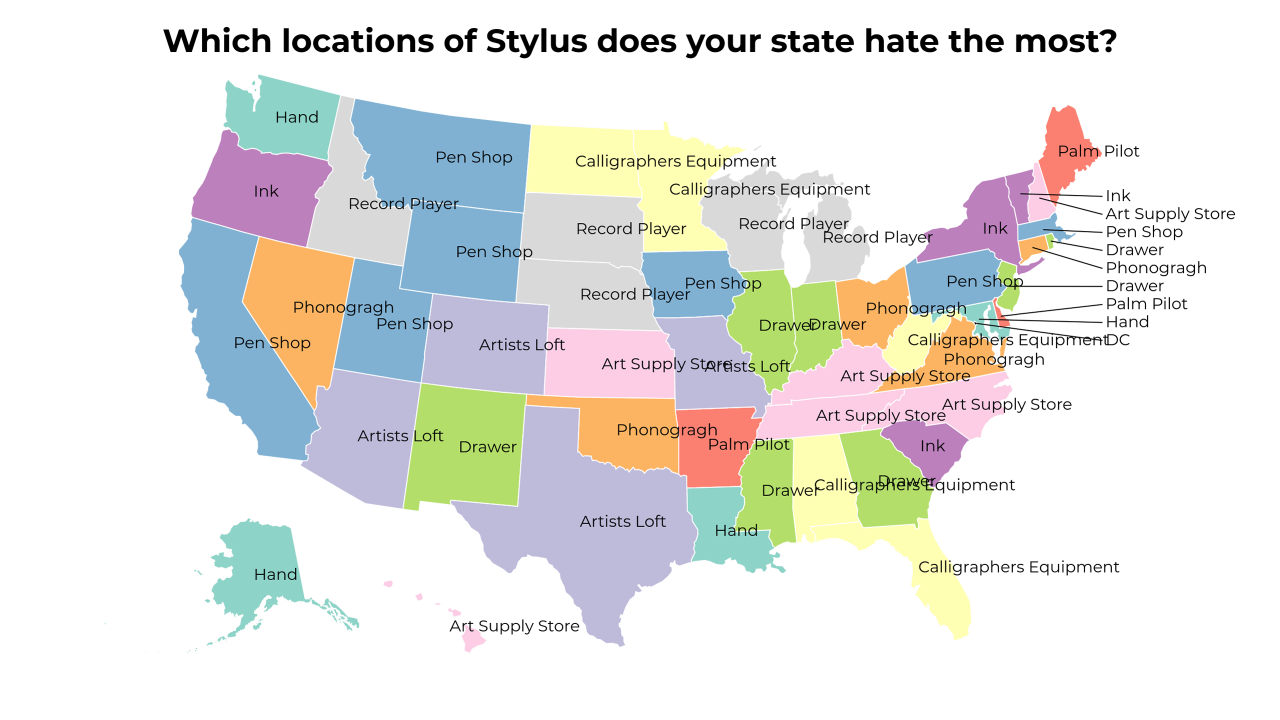 Which locations of Stylus does your state hate the most?
Hand
Pen Shop
Palm Pilot
Calligraphers Equipment
Ink
Calligraphers Equipment
Ink
Record Player
Art Supply Store
Record Player
Record Player
Ink
Pen Shop
Record Player
Drawer
Pen Shop
Phonogragh
Pen Shop
Pen Shop
Drawer
Record Player
Palm Pilot
Phonogragh
Phonogragh
Hand
Pen Shop
Drawer
Drawer
Calligraphers Equipment
DC
Pen Shop
Artists Loft
Phonogragh
Art Supply Store
Artists Loft
Art Supply Store
Art Supply Store
Art Supply Store
Phonogragh
Artists Loft
Palm Pilot
Ink
Drawer
Drawer
Calligraphers Equipment
Drawer
Artists Loft
Hand
Calligraphers Equipment
Hand
Art Supply Store